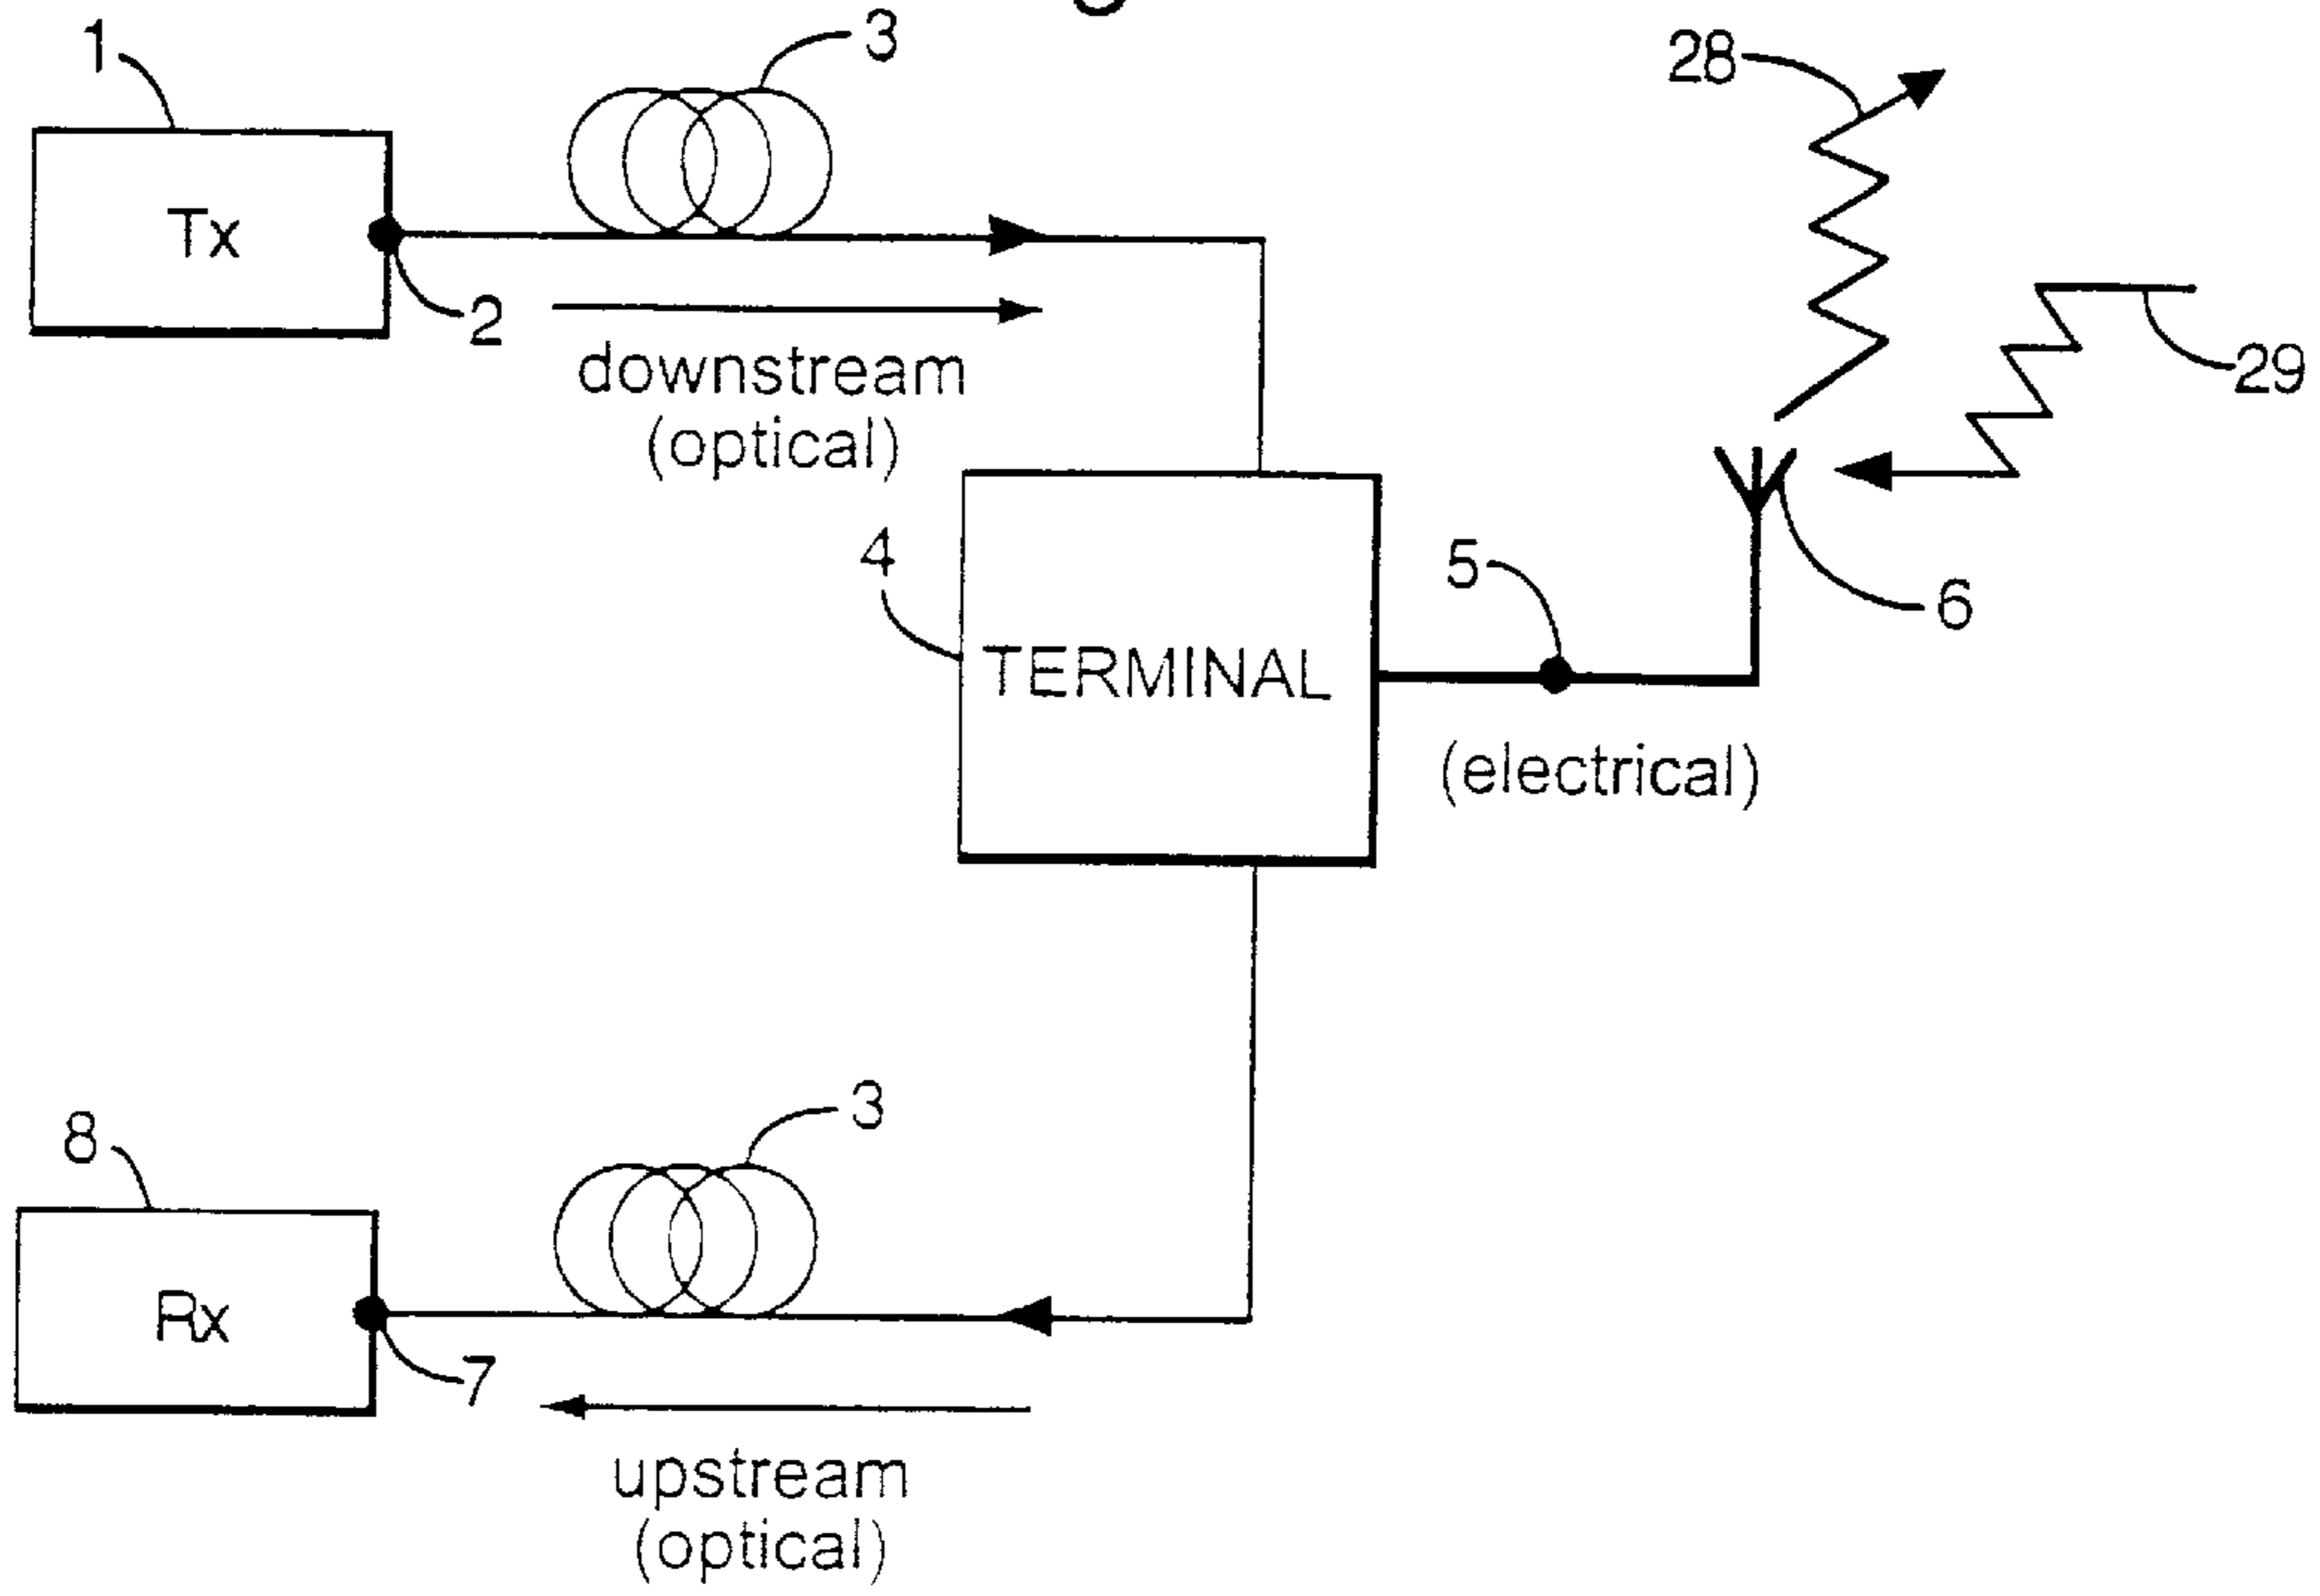 1
3
28
Tx
2
downstream
(optical)
29
4
5
6
TERMINAL
(electrical)
8
3
Rx
7
upstream
(optical)